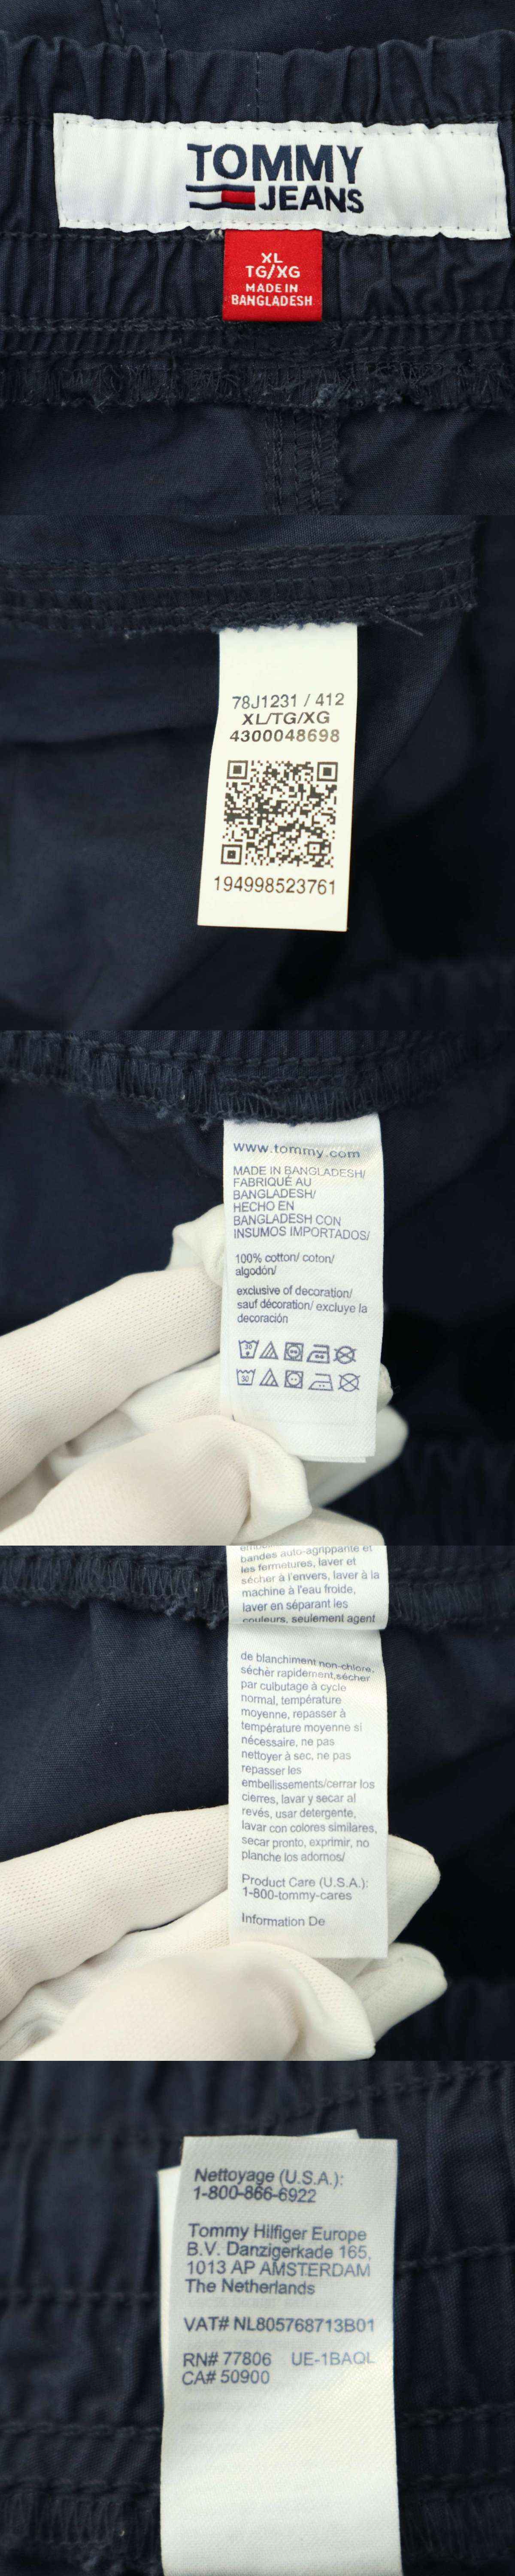 TOMMY
JEANS
XL
TG/XG
MADE IN
BANGLADESH
78J1231 / 412
XL/TG/XG
4300048698
194998523761
www.tommy.com
MADE IN BANGLADESH/
FABRIQUÉ AU
BANGLADESH/
HECHO EN
BANGLADESH CON
INSUMOS IMPORTADOS/
100% cotton/ coton/
algodón/
exclusive of decoration/
sauf décoration/ excluye la
decoración
30
30
bandes auto-agrippante et
les fermetures, laver et
sécher à l'envers, laver à la
machine à l'eau froide,
laver en séparant les
couleurs, seulement agent
de blanchiment non-chlore,
séchèr rapidement,sécher
par culbutage à cycle
normal, température
moyenne, repasser à
température moyenne si
nécessaire, ne pas
nettoyer à sec, ne pas
repasser les
embellissements/cerrar los
cierres, lavar y secar al
revés, usar detergente,
lavar con colores similares,
secar pronto, exprimir, no
planche los adornos/
Product Care (U.S.A.):
1-800-tommy-cares
Information De
Nettoyage (U.S.A.):
1-800-866-6922
Tommy Hilfiger Europe
B.V. Danzigerkade 165,
1013 AP AMSTERDAM
The Netherlands
VAT# NL805768713B01
RN# 77806 UE-1BAQL
CA# 50900